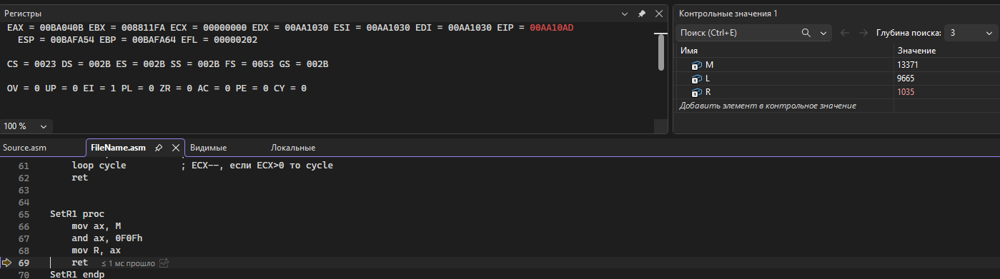 Регистры
EAX = 00BA040B EBX = 008811FA ECX = 00000000 EDX = 00AA1030 ESI = 00AA1030 EDI = 00AA1030 EIP = 00AA10AD
ESP = 00BAFA54 EBP = 00BAFA64 EFL = 00000202
CS = 0023 DS = 002B ES = 002B SS = 002B FS = 0053 GS = 002B
OV = 0 UP = 0 EI = 1 PL = 0 ZR = 0 AC = 0 PE = 0 CY = 0
100 %
Контрольные значения 1
Поиск (Ctrl+E) Глубина поиска: 3
Имя Значение
M 13371
L 9665
R 1035
Добавить элемент в контрольное значение
Source.asm FileName.asm Видимые Локальные
61 loop cycle ; ECX--, если ECX>0 то cycle
62 ret
63
64
65 SetR1 proc
66 mov ax, M
67 and ax, 0F0Fh
68 mov R, ax
69 ret ≤ 1 мс прошло
70 SetR1 endp